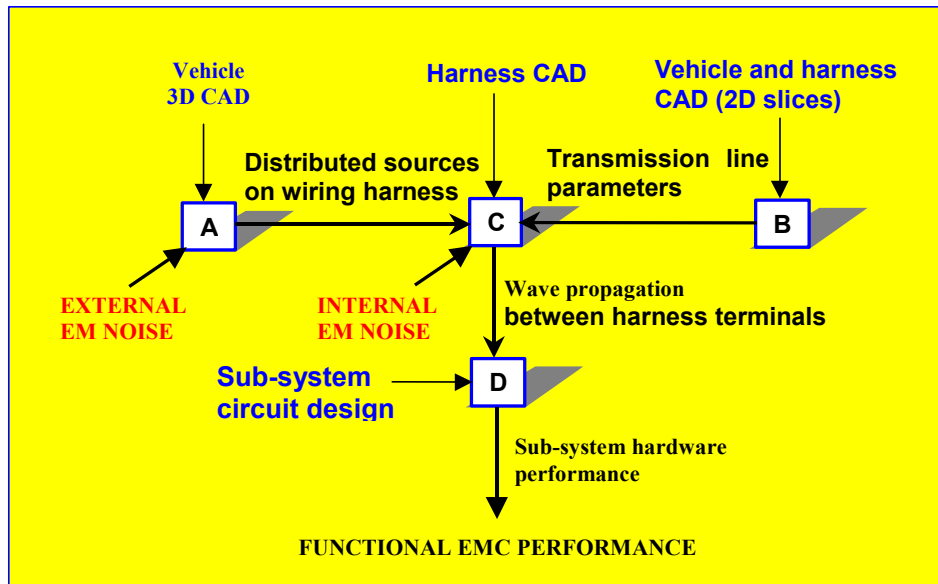 Vehicle
3D CAD
Harness CAD
Vehicle and harness
CAD (2D slices)
Distributed sources
on wiring harness
Transmission line
parameters
A
C
B
EXTERNAL
EM NOISE
INTERNAL
EM NOISE
Wave propagation
between harness terminals
Sub-system
circuit design
D
Sub-system hardware
performance
FUNCTIONAL EMC PERFORMANCE